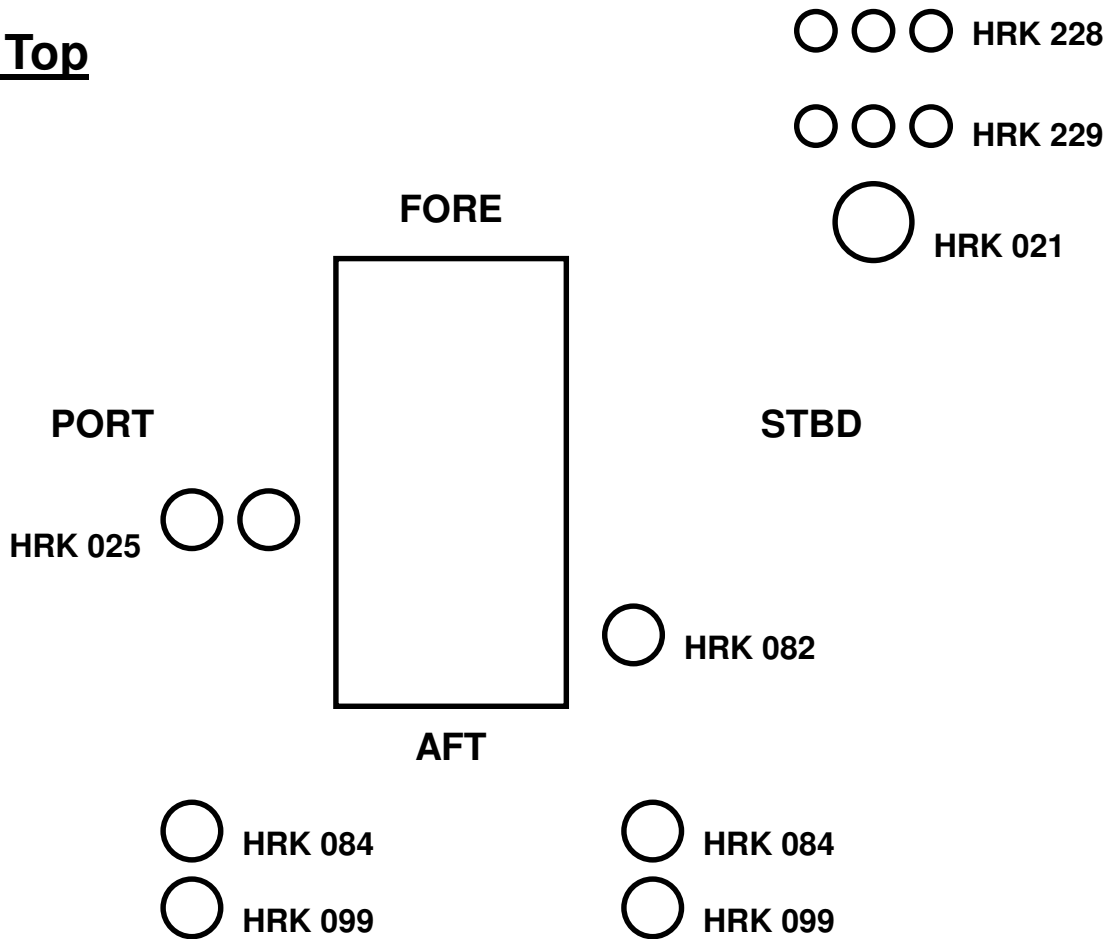 HRK 228
Top
HRK 229
FORE
HRK 021
PORT
STBD
HRK 025
HRK 082
AFT
HRK 084
HRK 084
HRK 099
HRK 099